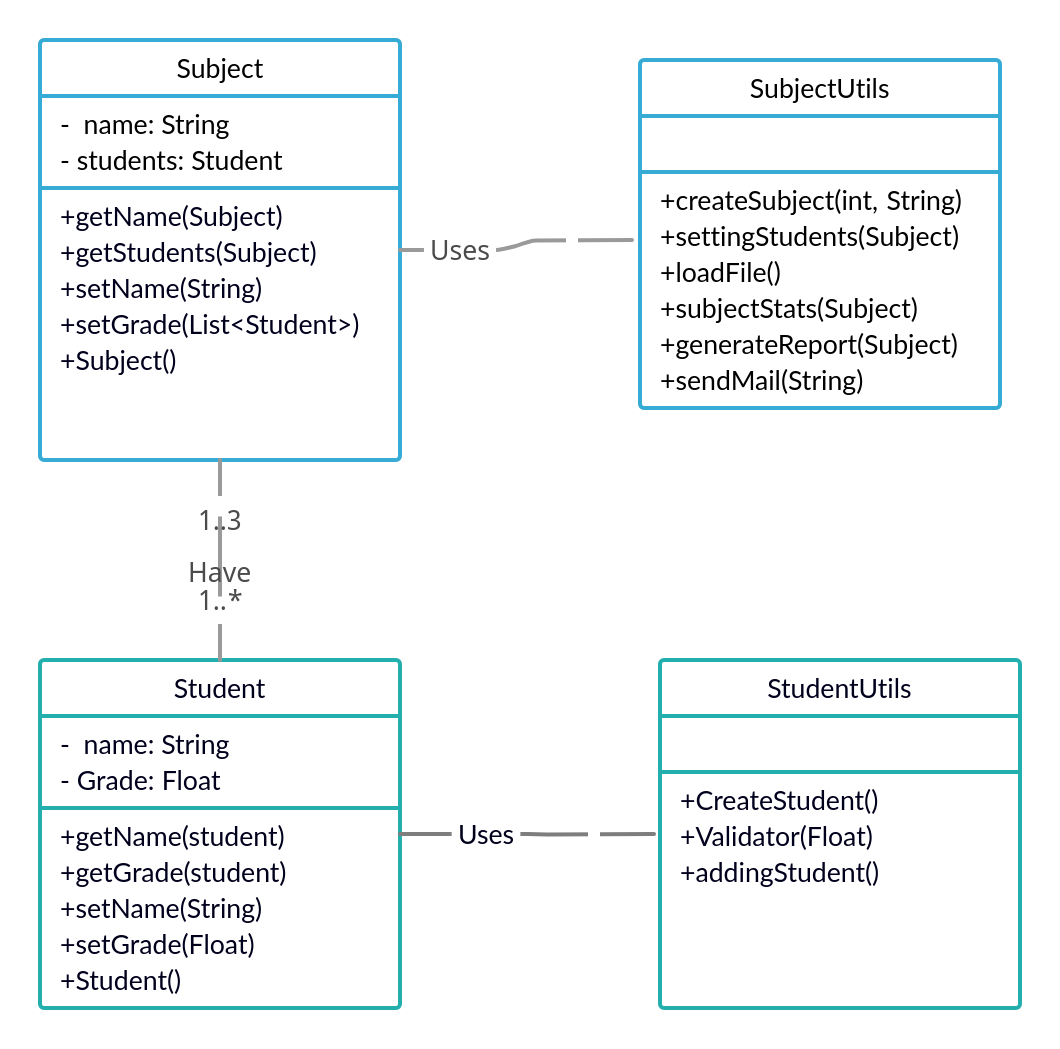 Subject
- name: String
- students: Student
+getName(Subject)
+getStudents(Subject)
+setName(String)
+setGrade(List<Student>)
+Subject()
Uses
SubjectUtils
+createSubject(int, String)
+settingStudents(Subject)
+loadFile()
+subjectStats(Subject)
+generateReport(Subject)
+sendMail(String)
1..3
Have
1..*
Student
- name: String
- Grade: Float
+getName(student)
+getGrade(student)
+setName(String)
+setGrade(Float)
+Student()
Uses
StudentUtils
+CreateStudent()
+Validator(Float)
+addingStudent()